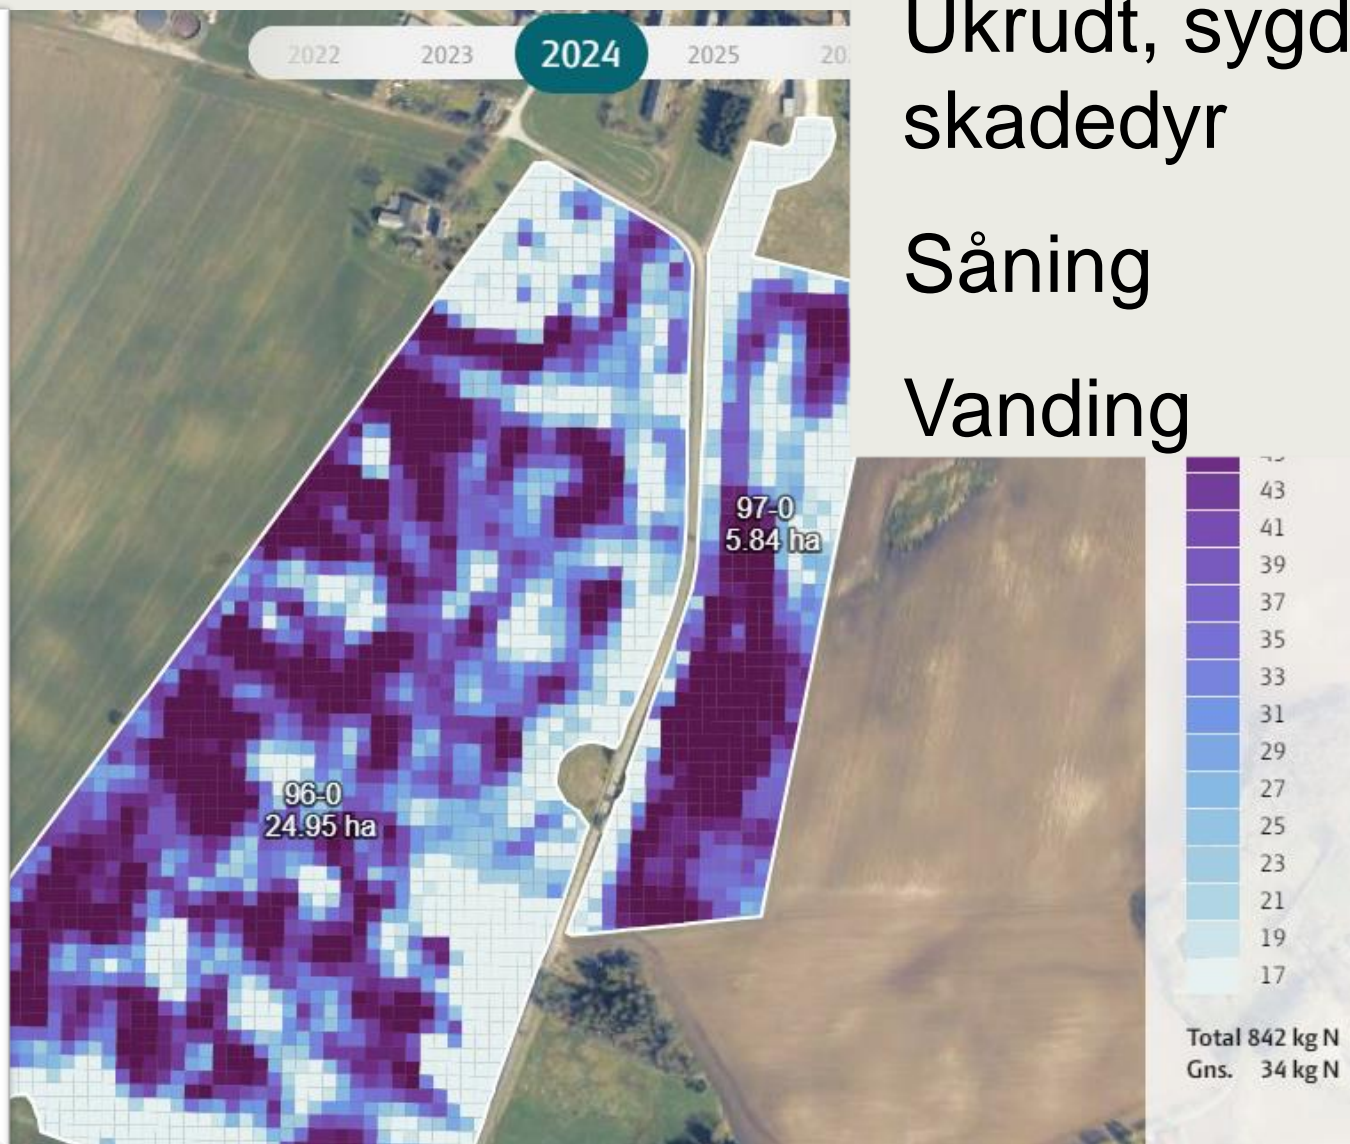 2022 2023 2024 2025
Ukrudt, sygd
skadedyr
Såning
Vanding
97-0
5.84 ha
96-0
24.95 ha
43
41
39
37
35
33
31
29
27
25
23
21
19
17
Total 842 kg N
Gns. 34 kg N